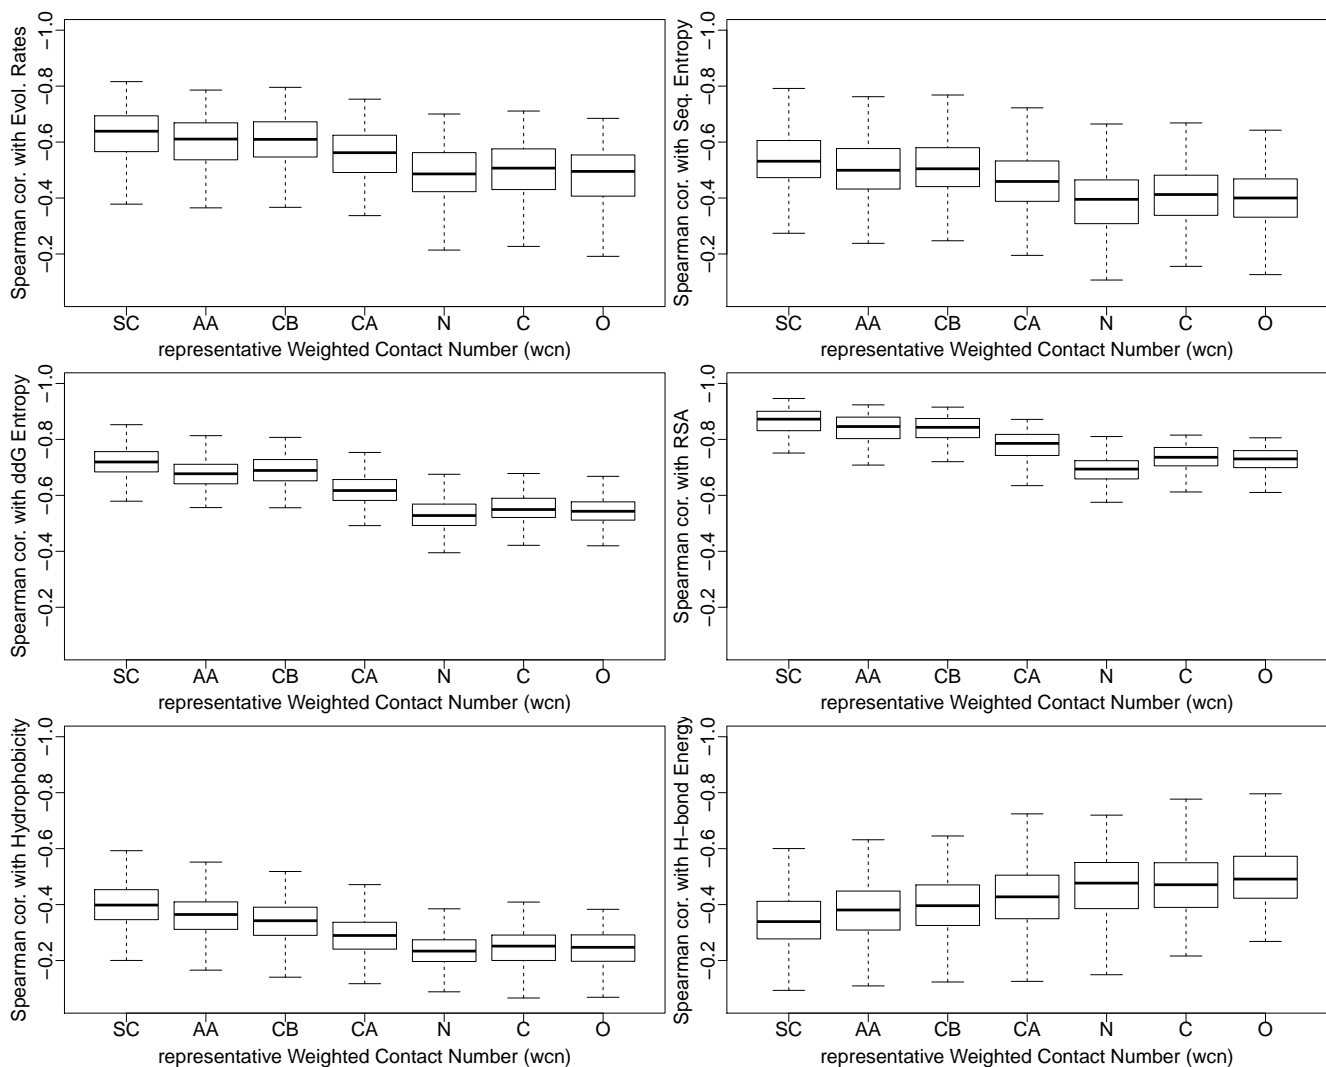 Spearman cor. with Evol. Rates
−1.0
−0.8
−0.6
−0.4
−0.2
SC AA CB CA N C O
representative Weighted Contact Number (wcn)
Spearman cor. with Seq. Entropy
−1.0
−0.8
−0.6
−0.4
−0.2
SC AA CB CA N C O
representative Weighted Contact Number (wcn)
Spearman cor. with ddG Entropy
−1.0
−0.8
−0.6
−0.4
−0.2
SC AA CB CA N C O
representative Weighted Contact Number (wcn)
Spearman cor. with RSA
−1.0
−0.8
−0.6
−0.4
−0.2
SC AA CB CA N C O
representative Weighted Contact Number (wcn)
Spearman cor. with Hydrophobicity
−1.0
−0.8
−0.6
−0.4
−0.2
SC AA CB CA N C O
representative Weighted Contact Number (wcn)
Spearman cor. with H−bond Energy
−1.0
−0.8
−0.6
−0.4
−0.2
SC AA CB CA N C O
representative Weighted Contact Number (wcn)